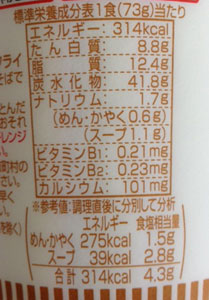 標準栄養成分表1食(73g)当たり
エネルギー:314kcal
たん白質:8.8g
脂質:12.4g
炭水化物:41.8g
ナトリウム:1.7g
(めん・かやく0.6g)
(スープ1.1g)
ビタミンB1:0.21mg
ビタミンB2:0.23mg
カルシウム:101mg
※参考値:調理直後に分別して分析
エネルギー 食塩相当量
めん・かやく 275kcal 1.5g
スープ 39kcal 2.8g
合計 314kcal 4.3g